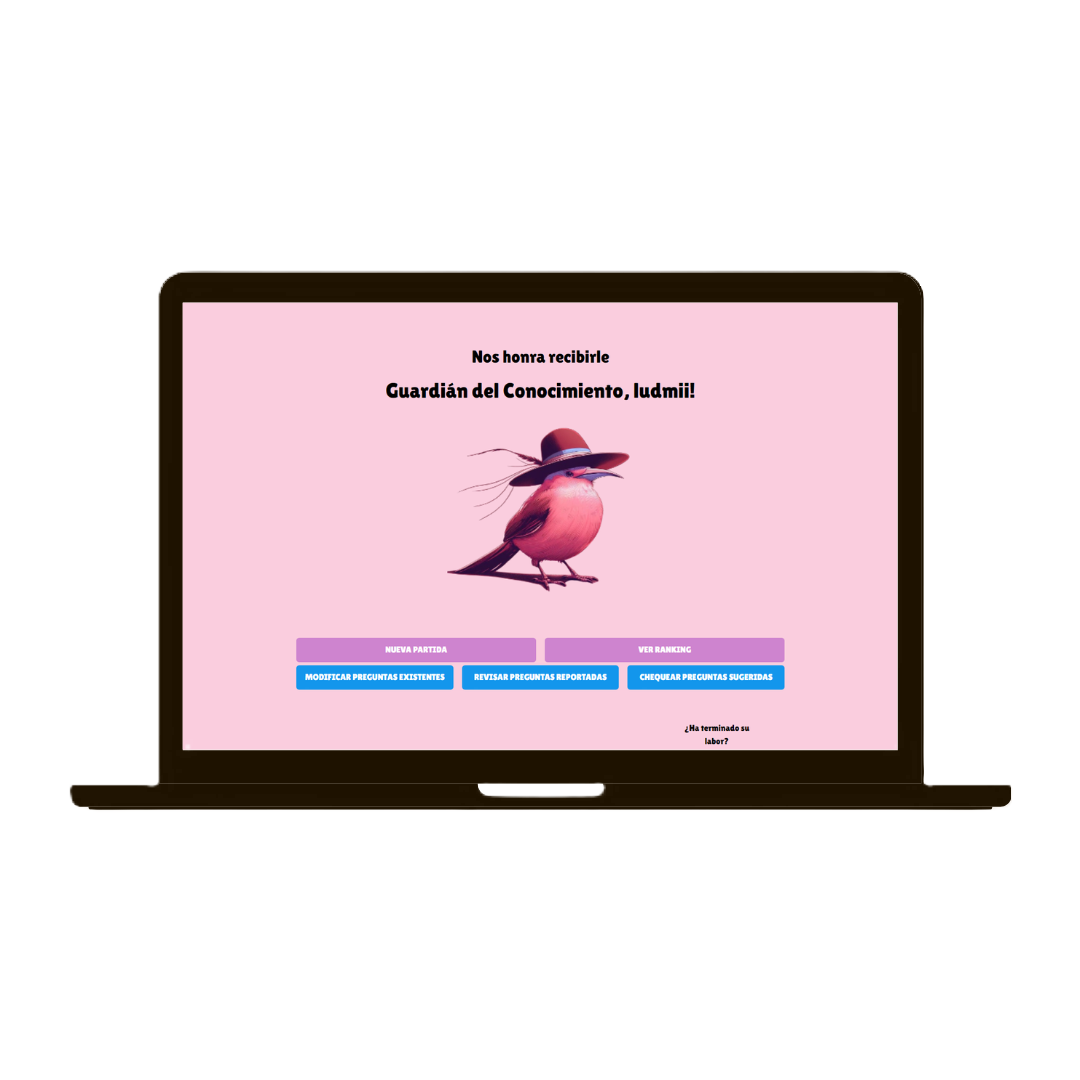 Nos honra recibirle
Guardián del Conocimiento, ludmii!
NUEVA PARTIDA
VER RANKING
MODIFICAR PREGUNTAS EXISTENTES
REVISAR PREGUNTAS REPORTADAS
CHEQUEAR PREGUNTAS SUGERIDAS
¿Ha terminado su
labor?